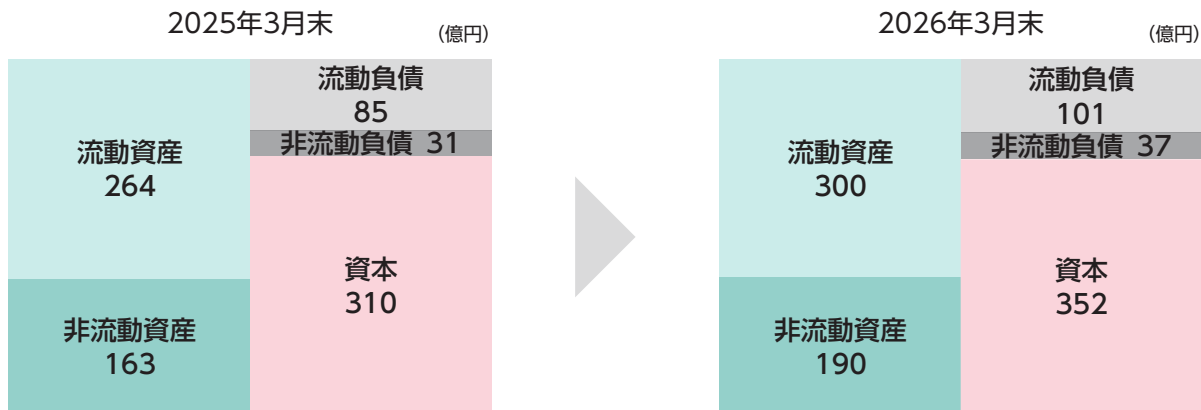 2025年3月末
(億円)
流動資産
264
非流動資産
163
流動負債
85
非流動負債 31
資本
310
2026年3月末
(億円)
流動資産
300
非流動資産
190
流動負債
101
非流動負債 37
資本
352